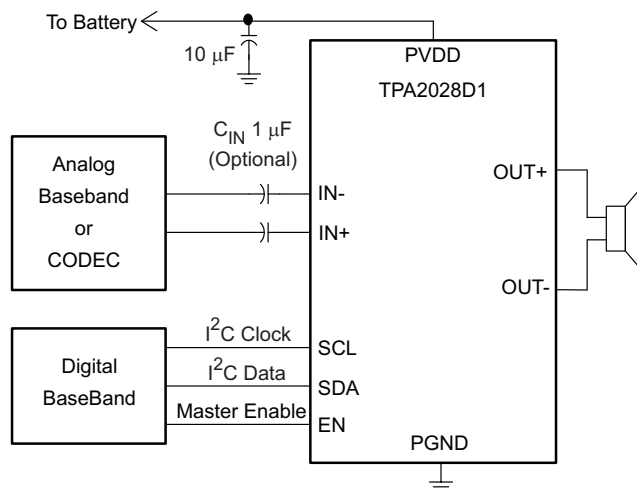 To Battery
10 μF
PVDD
TPA2028D1
C_IN 1 μF
(Optional)
Analog
Baseband
or
CODEC
IN-
IN+
OUT+
OUT-
Digital
BaseBand
I²C Clock
I²C Data
Master Enable
SCL
SDA
EN
PGND